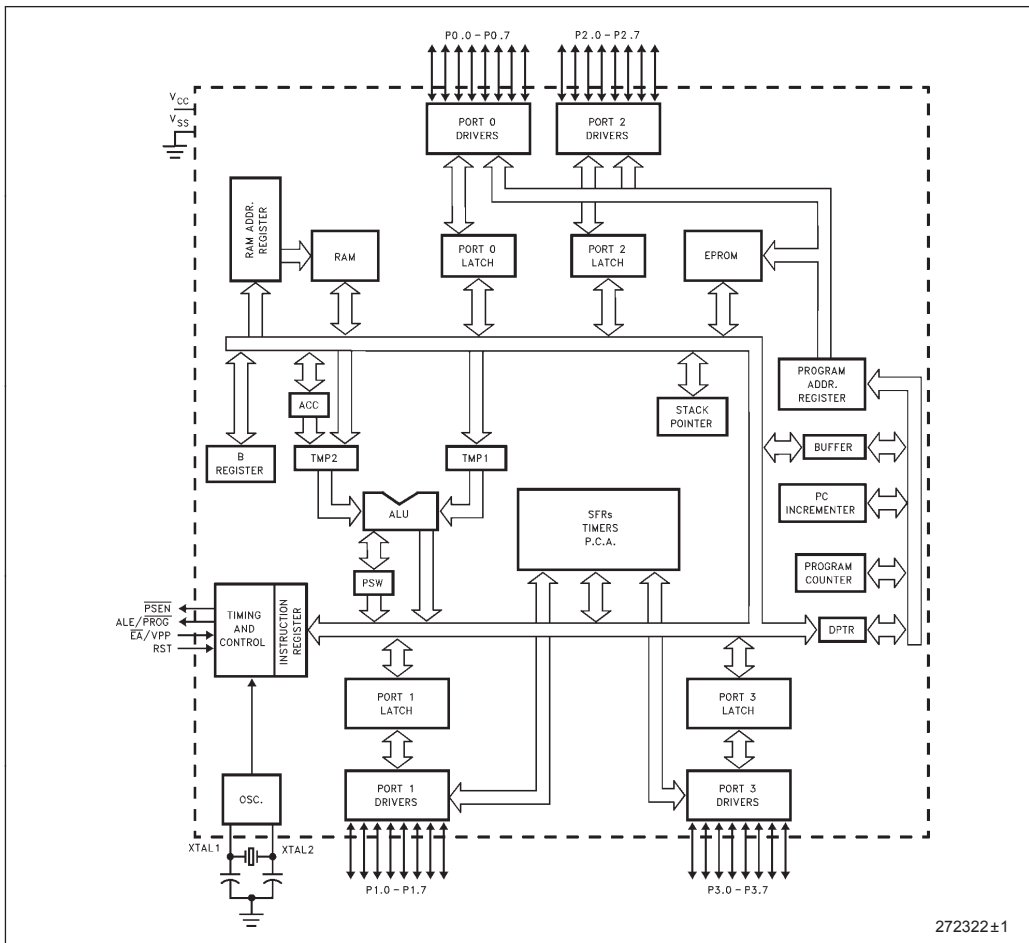 P0.0 – P0.7
P2.0 – P2.7
VCC
VSS
PORT 0
DRIVERS
PORT 2
DRIVERS
RAM ADDR.
REGISTER
RAM
PORT 0
LATCH
PORT 2
LATCH
EPROM
PROGRAM
ADDR.
REGISTER
ACC
STACK
POINTER
B
REGISTER
TMP2
TMP1
BUFFER
ALU
SFRs
TIMERS
P.C.A.
PC
INCREMENTER
PSW
PROGRAM
COUNTER
PSEN
ALE/PROG
EA/VPP
RST
TIMING
AND
CONTROL
INSTRUCTION
REGISTER
DPTR
PORT 1
LATCH
PORT 3
LATCH
OSC.
PORT 1
DRIVERS
PORT 3
DRIVERS
XTAL1
XTAL2
P1.0 – P1.7
P3.0 – P3.7
272322±1